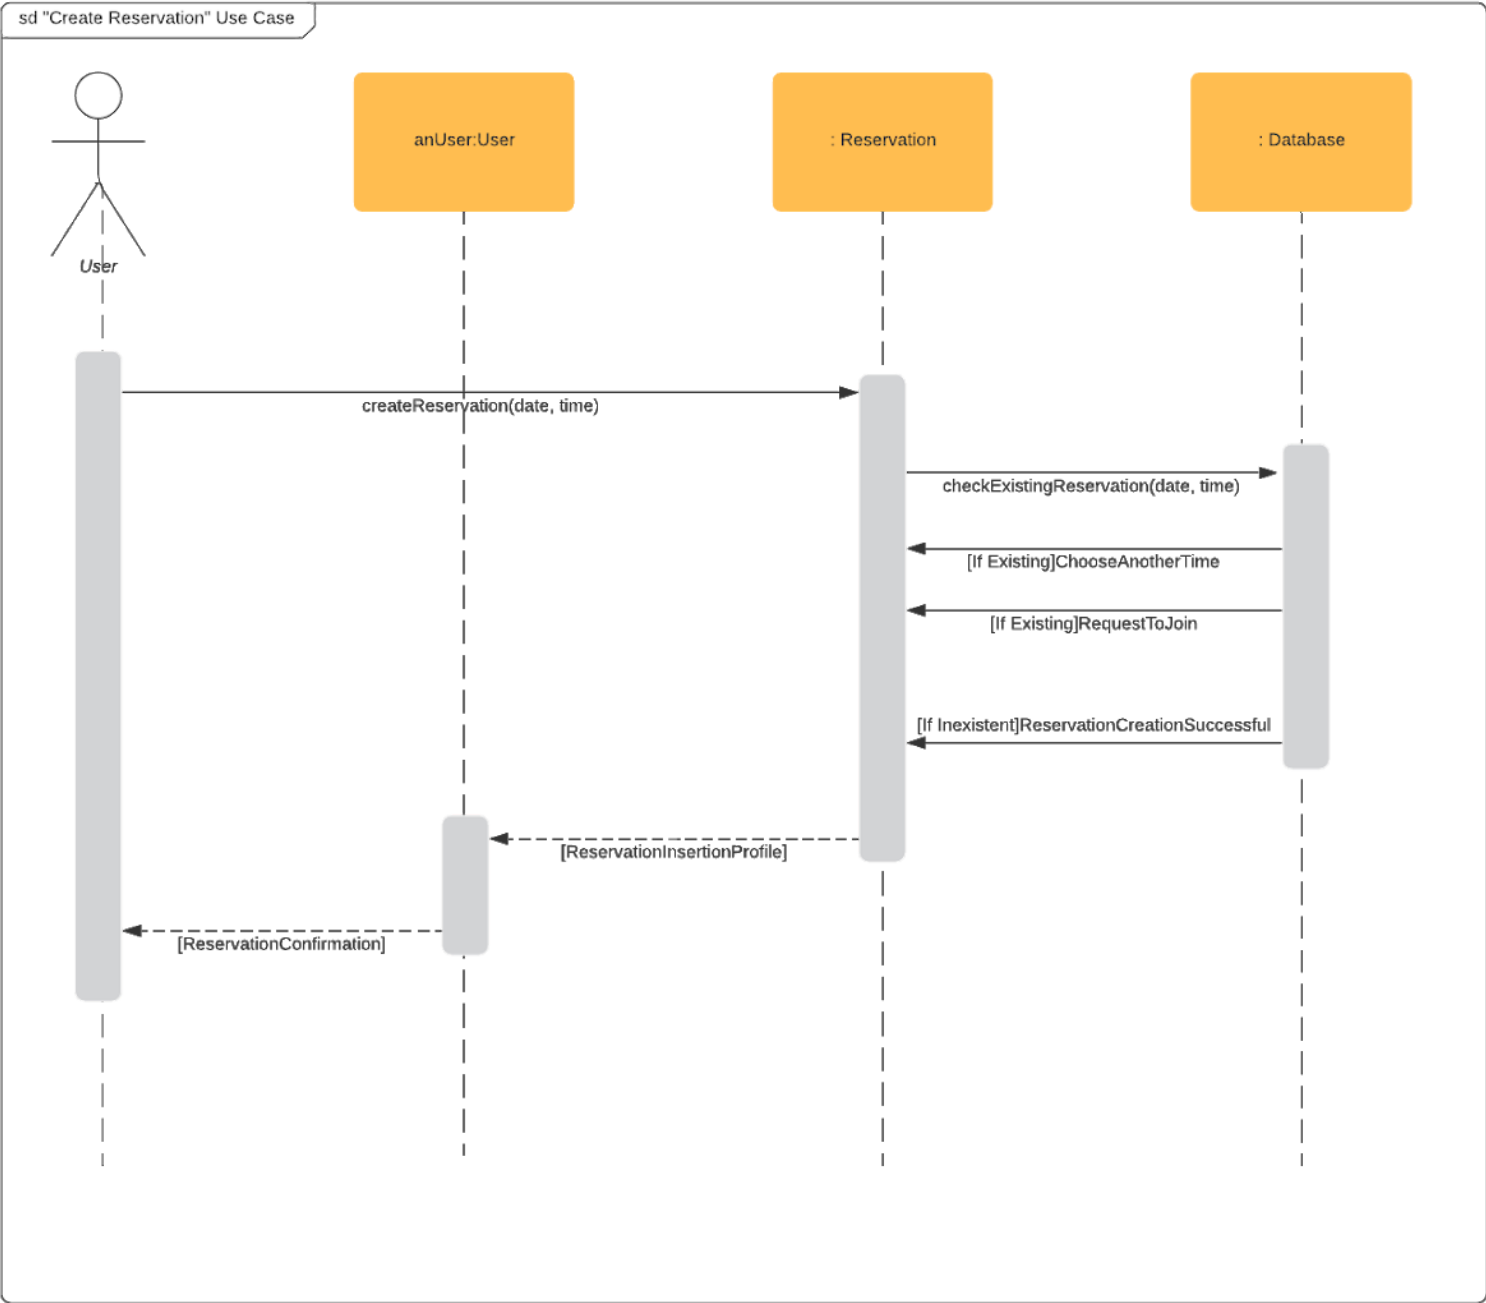 sd "Create Reservation" Use Case
anUser:User
: Reservation
: Database
User
createReservation(date, time)
checkExistingReservation(date, time)
[If Existing]ChooseAnotherTime
[If Existing]RequestToJoin
[If Inexistent]ReservationCreationSuccessful
[ReservationInsertionProfile]
[ReservationConfirmation]